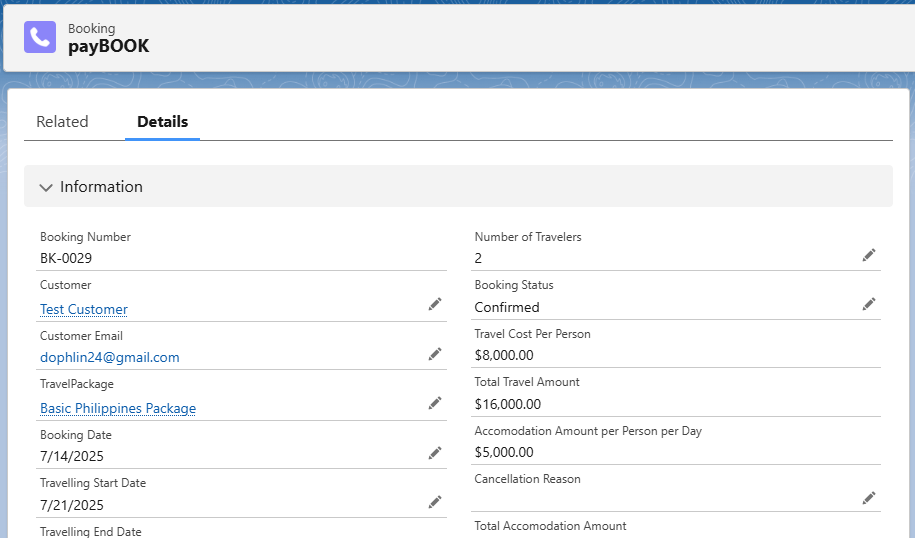 Booking
payBOOK
Related
Details
Information
Booking Number
BK-0029
Customer
Test Customer
Customer Email
dophlin24@gmail.com
TravelPackage
Basic Philippines Package
Booking Date
7/14/2025
Travelling Start Date
7/21/2025
Travelling End Date
Number of Travelers
2
Booking Status
Confirmed
Travel Cost Per Person
$8,000.00
Total Travel Amount
$16,000.00
Accomodation Amount per Person per Day
$5,000.00
Cancellation Reason
Total Accomodation Amount